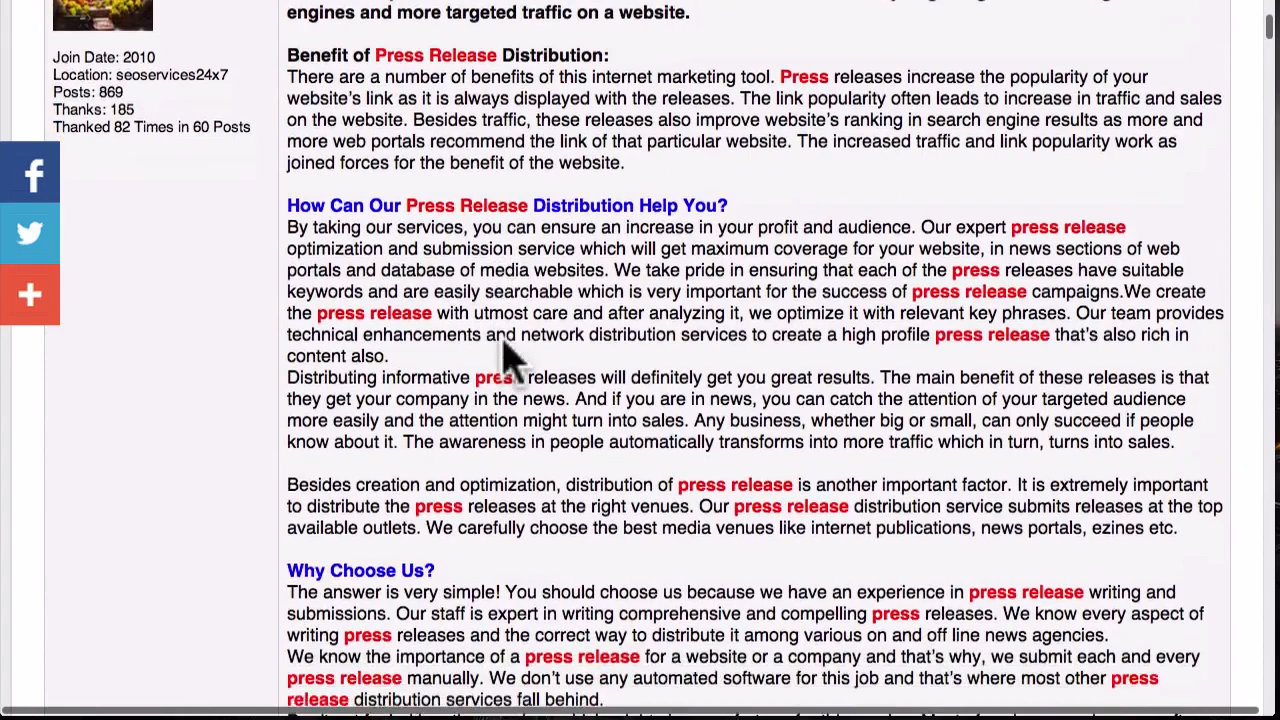 engines and more targeted traffic on a website.
Join Date: 2010
Location: seoservices24x7
Posts: 869
Thanks: 185
Thanked 82 Times in 60 Posts
Benefit of Press Release Distribution:
There are a number of benefits of this internet marketing tool. Press releases increase the popularity of your
website's link as it is always displayed with the releases. The link popularity often leads to increase in traffic and sales
on the website. Besides traffic, these releases also improve website's ranking in search engine results as more and
more web portals recommend the link of that particular website. The increased traffic and link popularity work as
joined forces for the benefit of the website.
How Can Our Press Release Distribution Help You?
By taking our services, you can ensure an increase in your profit and audience. Our expert press release
optimization and submission service which will get maximum coverage for your website, in news sections of web
portals and database of media websites. We take pride in ensuring that each of the press releases have suitable
keywords and are easily searchable which is very important for the success of press release campaigns.We create
the press release with utmost care and after analyzing it, we optimize it with relevant key phrases. Our team provides
technical enhancements and network distribution services to create a high profile press release that's also rich in
content also.
Distributing informative press releases will definitely get you great results. The main benefit of these releases is that
they get your company in the news. And if you are in news, you can catch the attention of your targeted audience
more easily and the attention might turn into sales. Any business, whether big or small, can only succeed if people
know about it. The awareness in people automatically transforms into more traffic which in turn, turns into sales.
Besides creation and optimization, distribution of press release is another important factor. It is extremely important
to distribute the press releases at the right venues. Our press release distribution service submits releases at the top
available outlets. We carefully choose the best media venues like internet publications, news portals, ezines etc.
Why Choose Us?
The answer is very simple! You should choose us because we have an experience in press release writing and
submissions. Our staff is expert in writing comprehensive and compelling press releases. We know every aspect of
writing press releases and the correct way to distribute it among various on and off line news agencies.
We know the importance of a press release for a website or a company and that's why, we submit each and every
press release manually. We don't use any automated software for this job and that's where most other press
release distribution services fall behind.